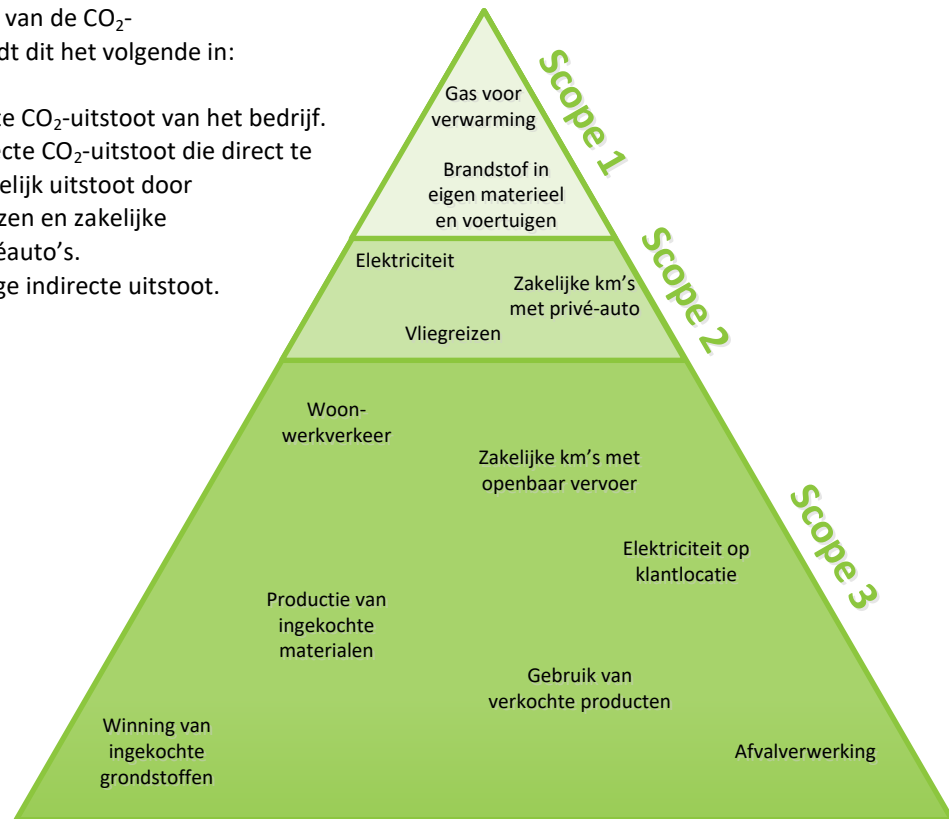 van de CO₂-
dt dit het volgende in:
te CO₂-uitstoot van het bedrijf.
ecte CO₂-uitstoot die direct te
elijk uitstoot door
zen en zakelijke
éauto's.
ge indirecte uitstoot.
Scope 1
Gas voor
verwarming
Brandstof in
eigen materieel
en voertuigen
Scope 2
Elektriciteit
Zakelijke km's
met privé-auto
Vliegreizen
Scope 3
Woon-
werkverkeer
Zakelijke km's met
openbaar vervoer
Elektriciteit op
klantlocatie
Productie van
ingekochte
materialen
Gebruik van
verkochte producten
Winning van
ingekochte
grondstoffen
Afvalverwerking